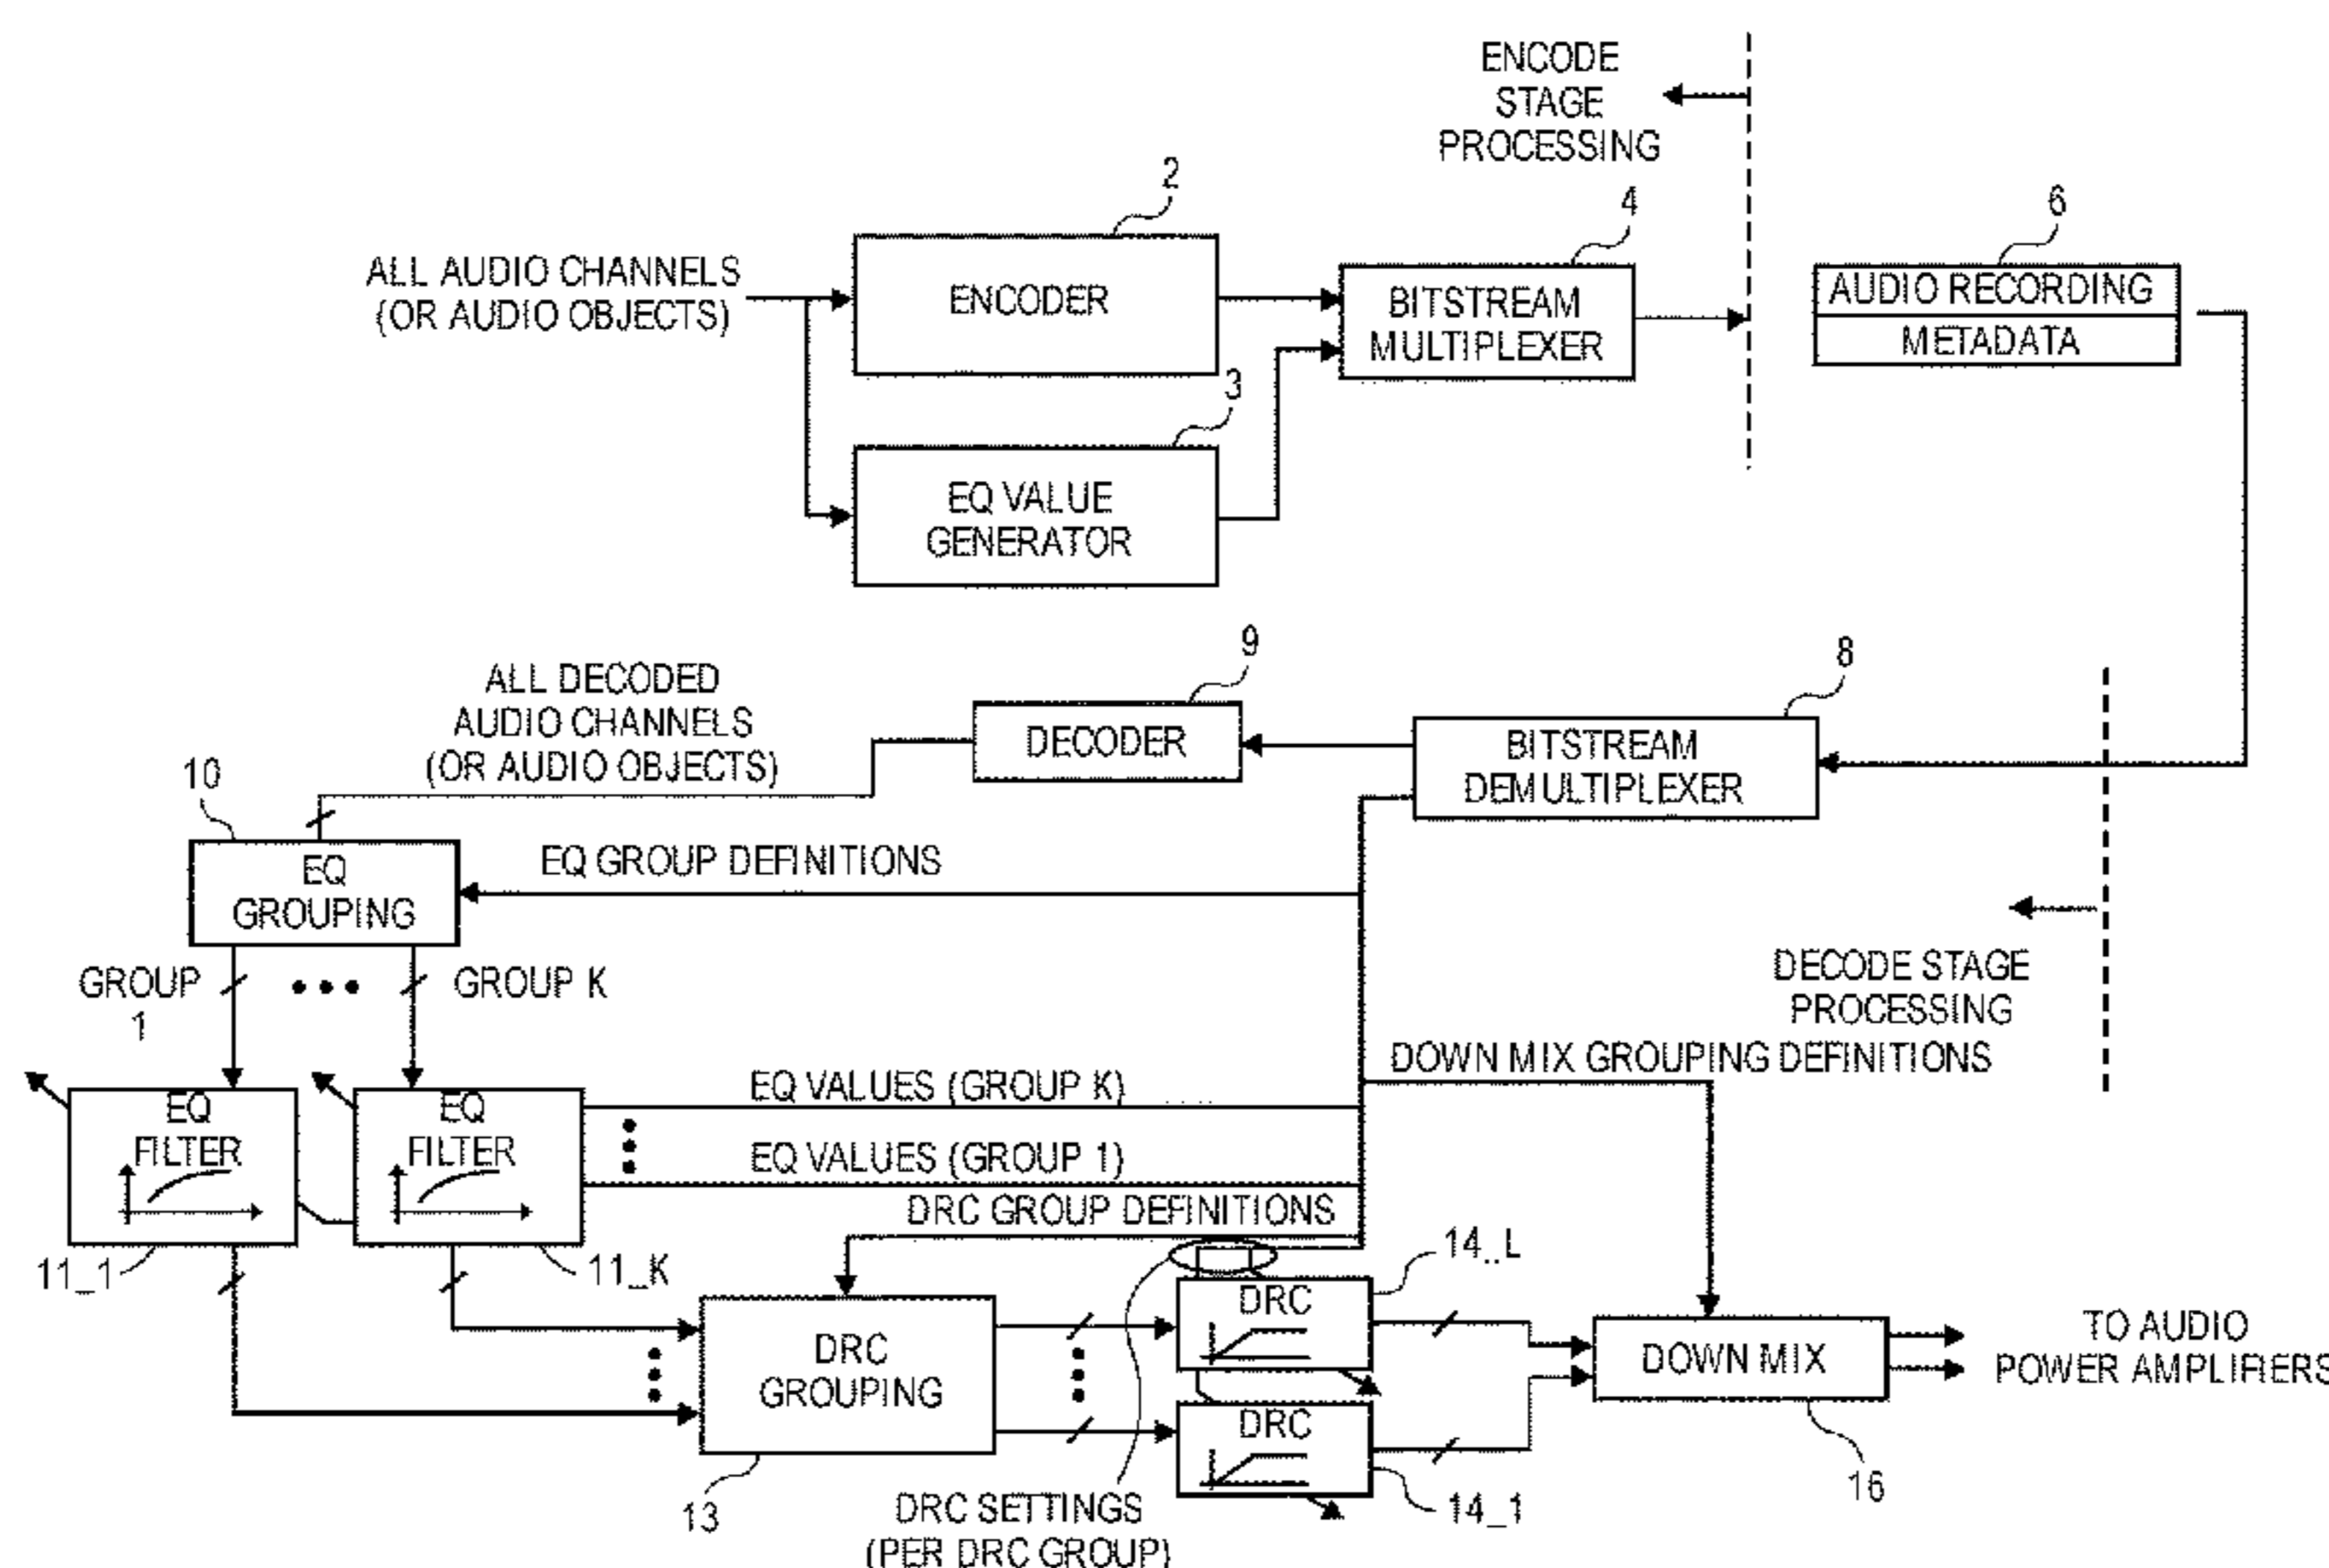 ENCODE
STAGE
PROCESSING
2
4
6
ALL AUDIO CHANNELS
(OR AUDIO OBJECTS)
ENCODER
BITSTREAM
MULTIPLEXER
AUDIO RECORDING
METADATA
3
EQ VALUE
GENERATOR
9
8
ALL DECODED
AUDIO CHANNELS
(OR AUDIO OBJECTS)
DECODER
BITSTREAM
DEMULTIPLEXER
10
EQ
GROUPING
EQ GROUP DEFINITIONS
GROUP
1
GROUP K
DECODE STAGE
PROCESSING
DOWN MIX GROUPING DEFINITIONS
EQ
FILTER
EQ
FILTER
EQ VALUES (GROUP K)
EQ VALUES (GROUP 1)
DRC GROUP DEFINITIONS
11_1
11_K
14..L
DRC
GROUPING
DRC
DRC
DOWN MIX
TO AUDIO
POWER AMPLIFIERS
13
DRC SETTINGS
(PER DRC GROUP)
14_1
16